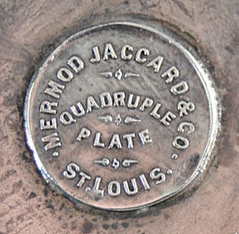 MERMOD JACCARD & CO.
QUADRUPLE
PLATE
ST. LOUIS.